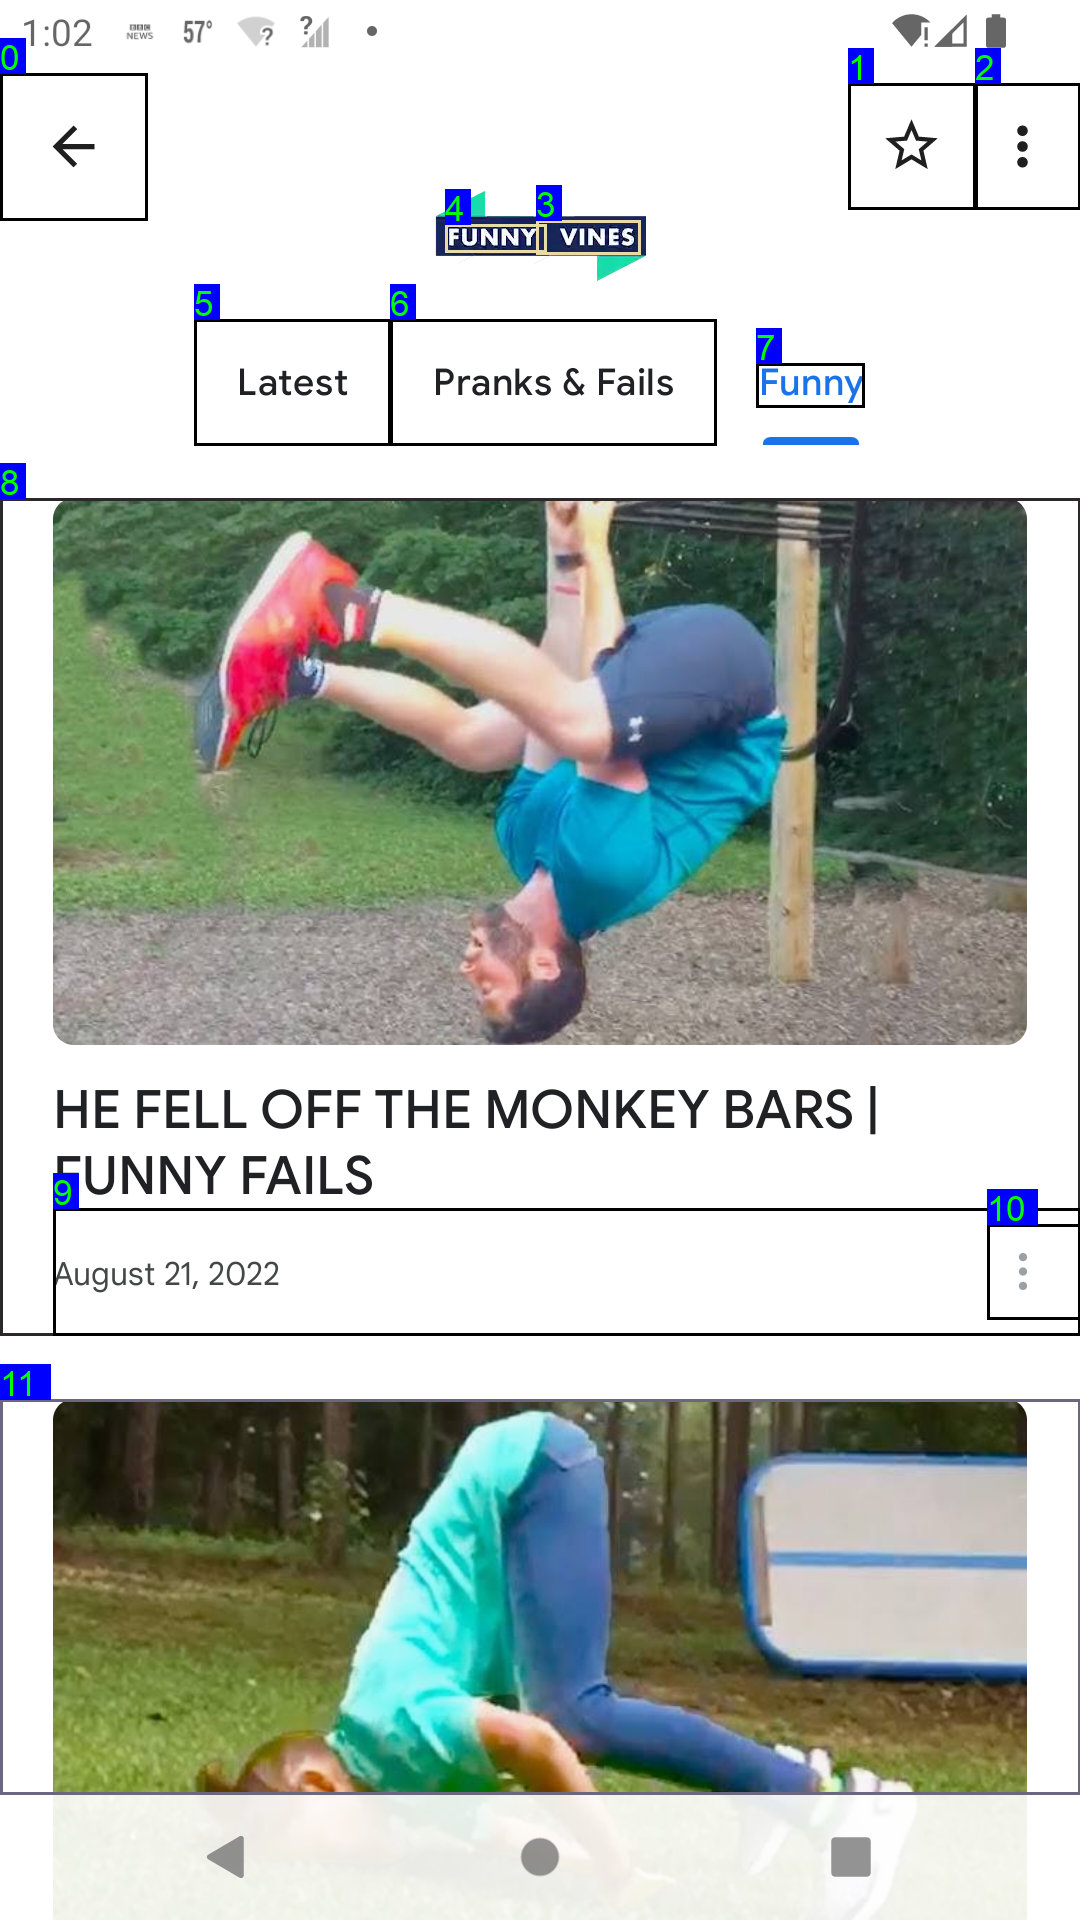 1:02 BBC NEWS 57° ? ?
0
1
2
4
3
FUNNY VINES
5
6
7
Latest
Pranks & Fails
Funny
8
HE FELL OFF THE MONKEY BARS |
FUNNY FAILS
9
10
August 21, 2022
11